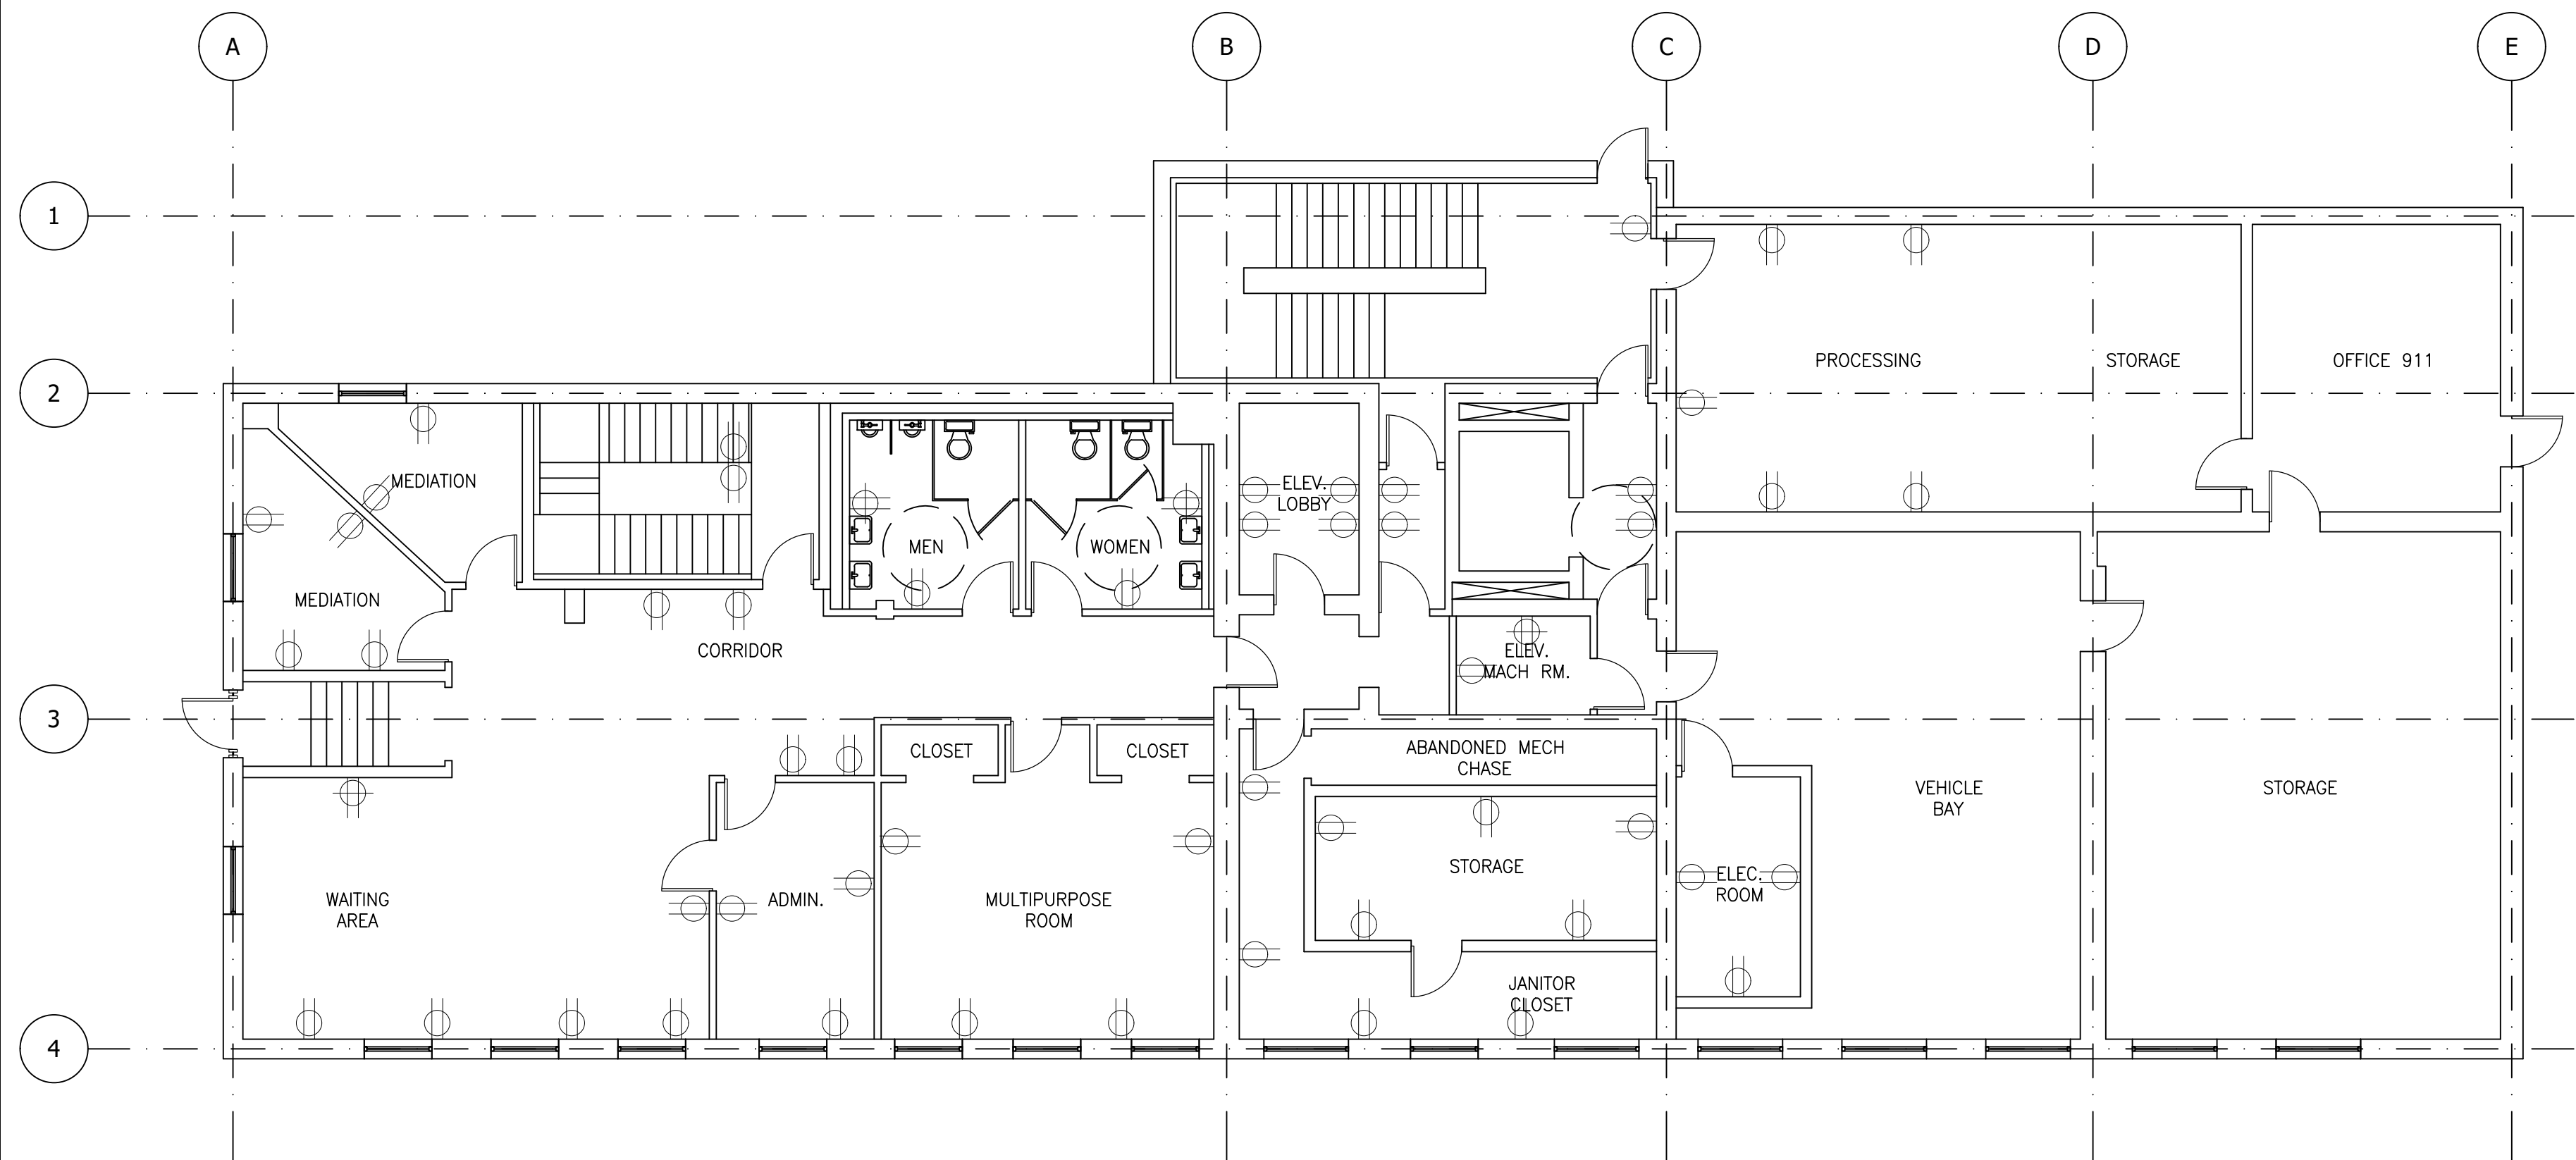 A
B
C
D
E
1
2
PROCESSING
STORAGE
OFFICE 911
MEDIATION
ELEV.
LOBBY
MEN
WOMEN
MEDIATION
CORRIDOR
ELEV.
MACH RM.
3
CLOSET
CLOSET
ABANDONED MECH
CHASE
VEHICLE
BAY
STORAGE
STORAGE
ELEC.
ROOM
WAITING
AREA
ADMIN.
MULTIPURPOSE
ROOM
JANITOR
CLOSET
4